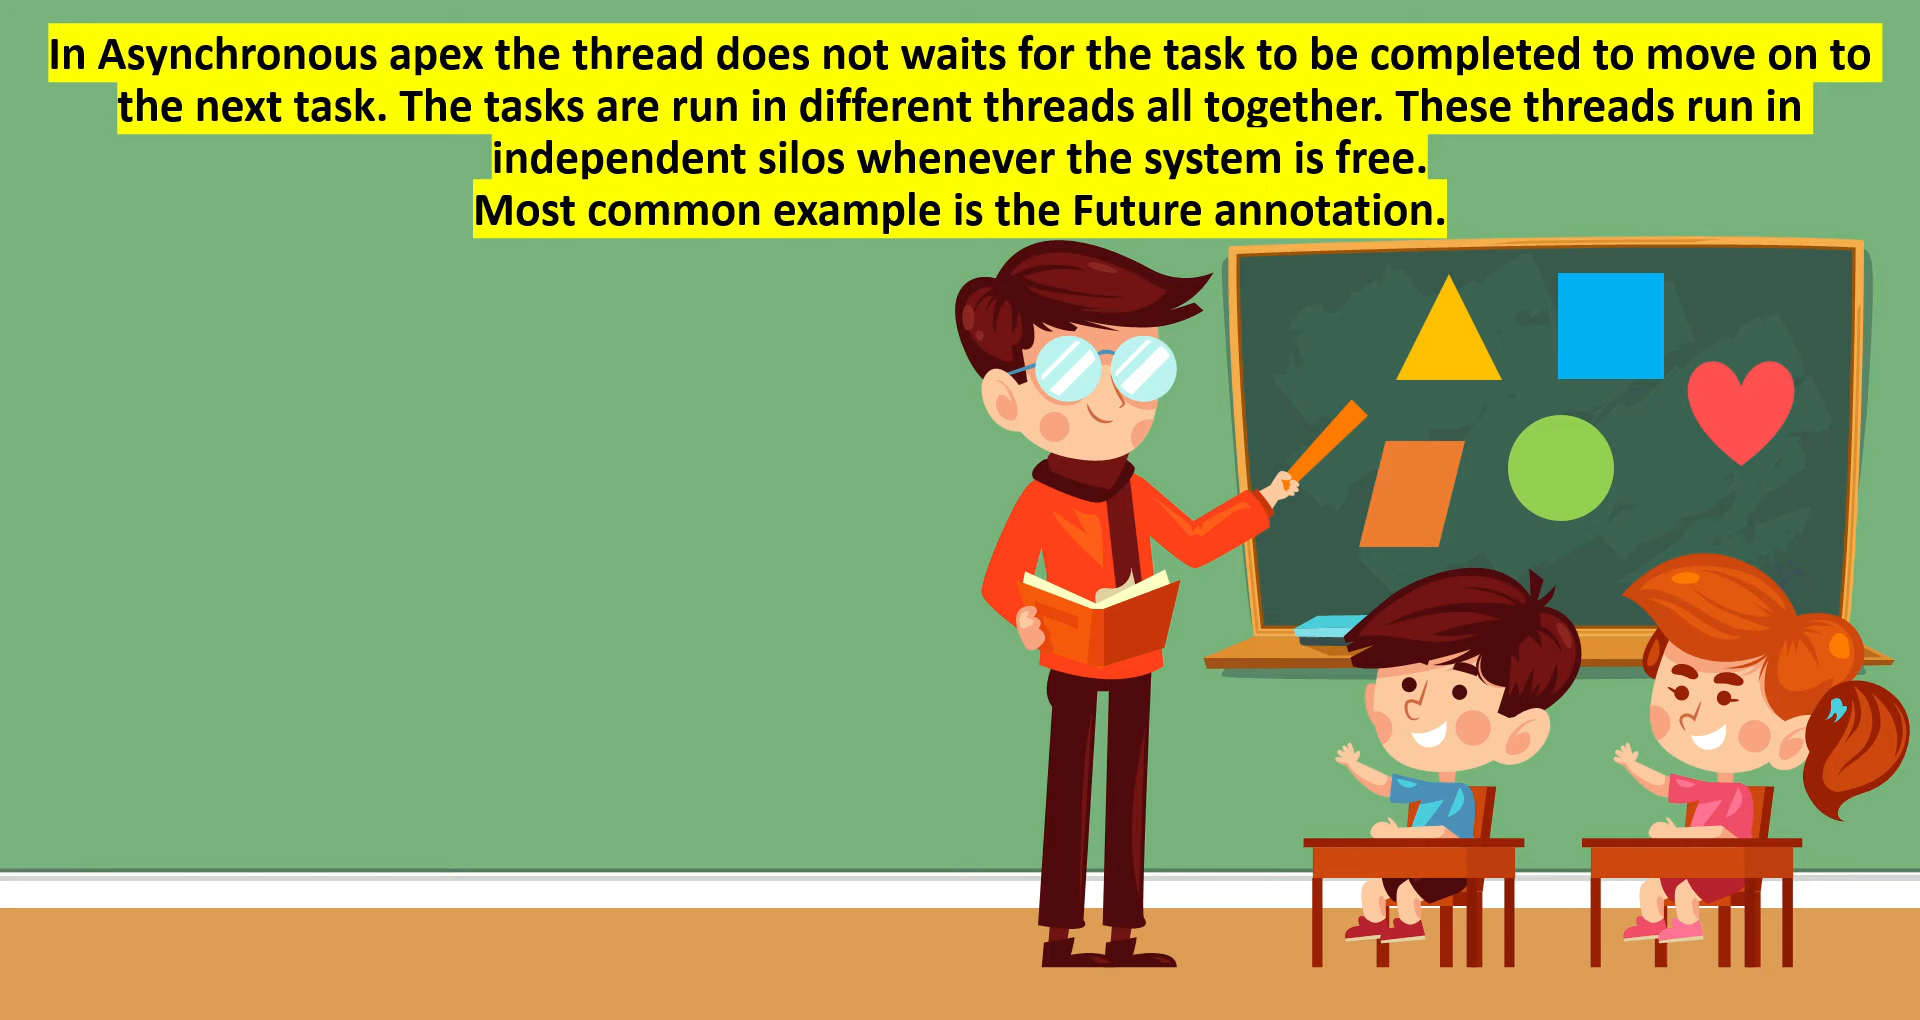 In Asynchronous apex the thread does not waits for the task to be completed to move on to
the next task. The tasks are run in different threads all together. These threads run in
independent silos whenever the system is free.
Most common example is the Future annotation.